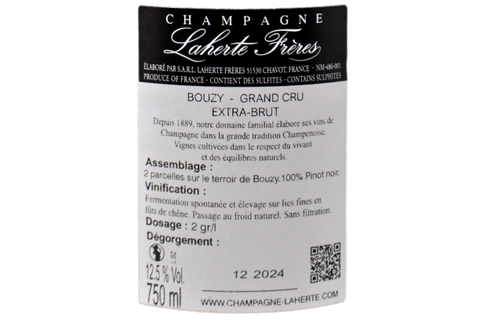 CHAMPAGNE
Laherte Frères
ÉLABORÉ PAR S.A.R.L. LAHERTE FRÈRES 51530 CHAVOT, FRANCE - NM-486-001
PRODUCE OF FRANCE - CONTIENT DES SULFITES - CONTAINS SULPHITES
BOUZY - GRAND CRU
EXTRA-BRUT
Depuis 1889, notre domaine familial élabore ses vins de
Champagne dans la grande tradition Champenoise.
Vignes cultivées dans le respect du vivant
et des équilibres naturels.
Assemblage :
2 parcelles sur le terroir de Bouzy.100% Pinot noir.
Vinification :
Fermentation spontanée et élevage sur lies fines en
fûts de chêne. Passage au froid naturel. Sans filtration.
Dosage : 2 gr/l
Dégorgement :
12 2024
12.5 % Vol.
750 ml
WWW.CHAMPAGNE-LAHERTE.COM